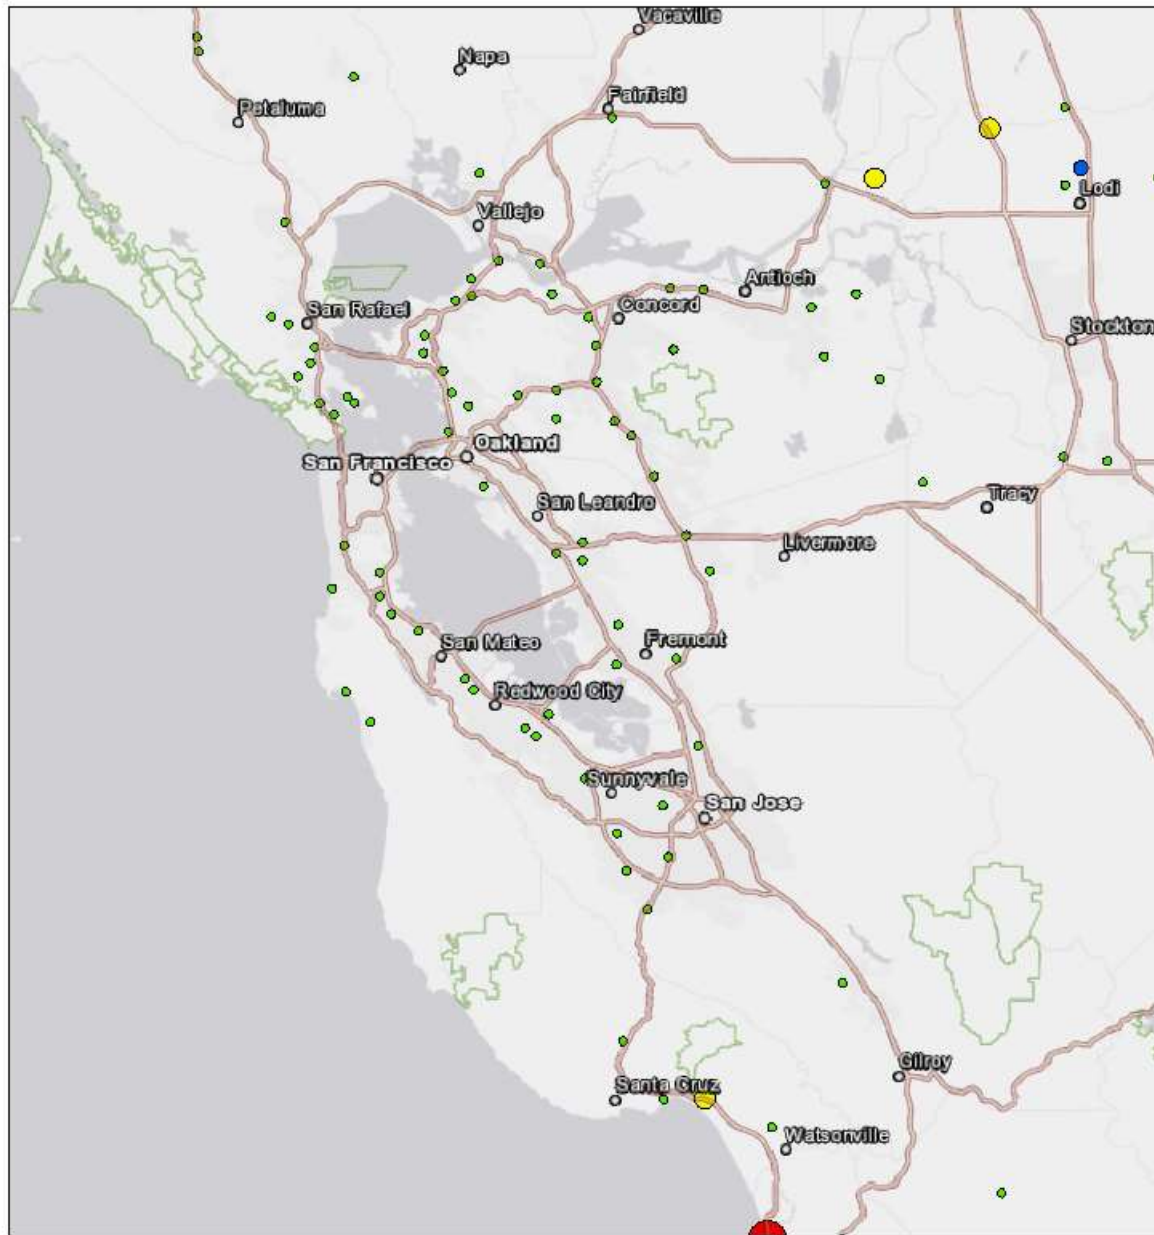 Vacaville
Napa
Fairfield
Petaluma
Lodi
Vallejo
Antioch
San Rafael
Concord
Stockton
Oakland
San Francisco
San Leandro
Tracy
Livermore
San Mateo
Fremont
Redwood City
Sunnyvale
San Jose
Gilroy
Santa Cruz
Watsonville